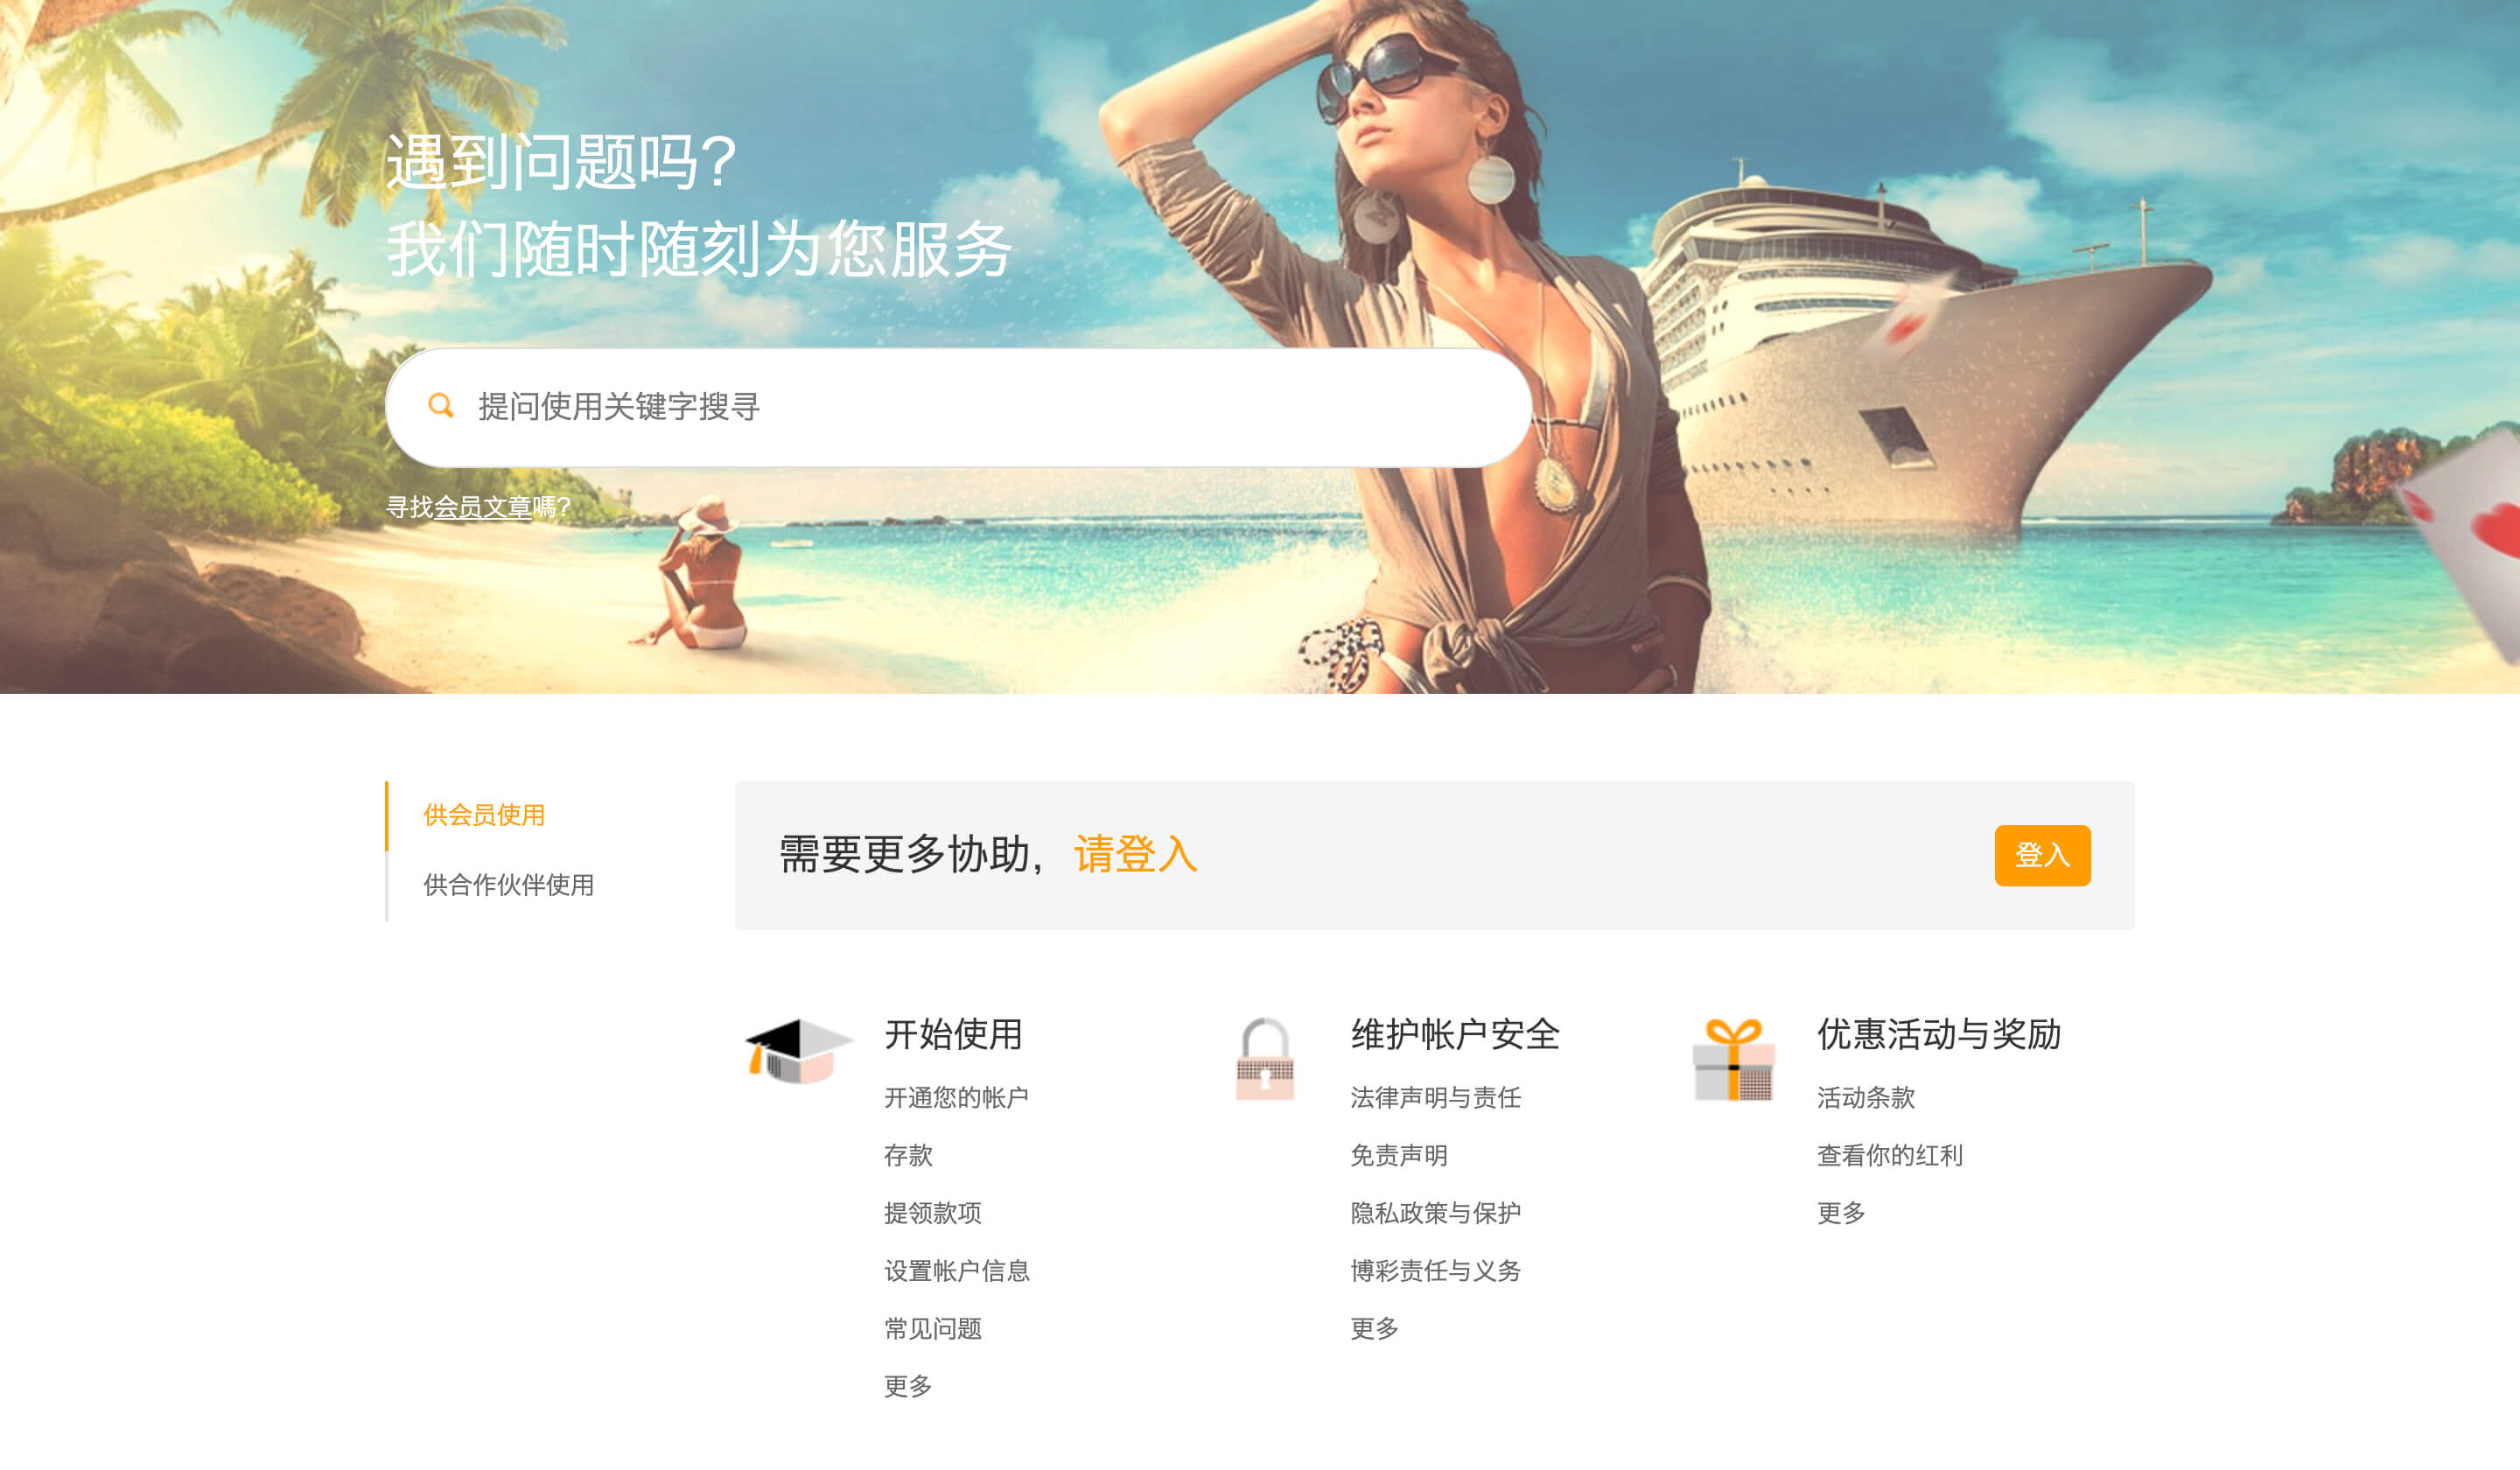 遇到问题吗?
我们随时随刻为您服务
提问使用关键字搜寻
寻找会员文章嗎?
供会员使用
供合作伙伴使用
需要更多协助, 请登入
登入
开始使用
开通您的帐户
存款
提领款项
设置帐户信息
常见问题
更多
维护帐户安全
法律声明与责任
免责声明
隐私政策与保护
博彩责任与义务
更多
优惠活动与奖励
活动条款
查看你的红利
更多